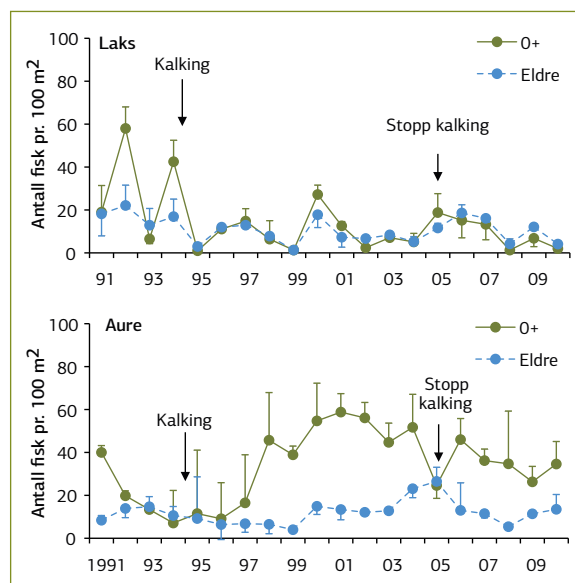 Laks
Kalking
Stopp kalking
0+
Eldre
Antall fisk pr. 100 m²
100
80
60
40
20
0
91 93 95 97 99 01 03 05 07 09
Aure
Kalking
Stopp
kalking
0+
Eldre
Antall fisk pr. 100 m²
100
80
60
40
20
0
1991 93 95 97 99 01 03 05 07 09